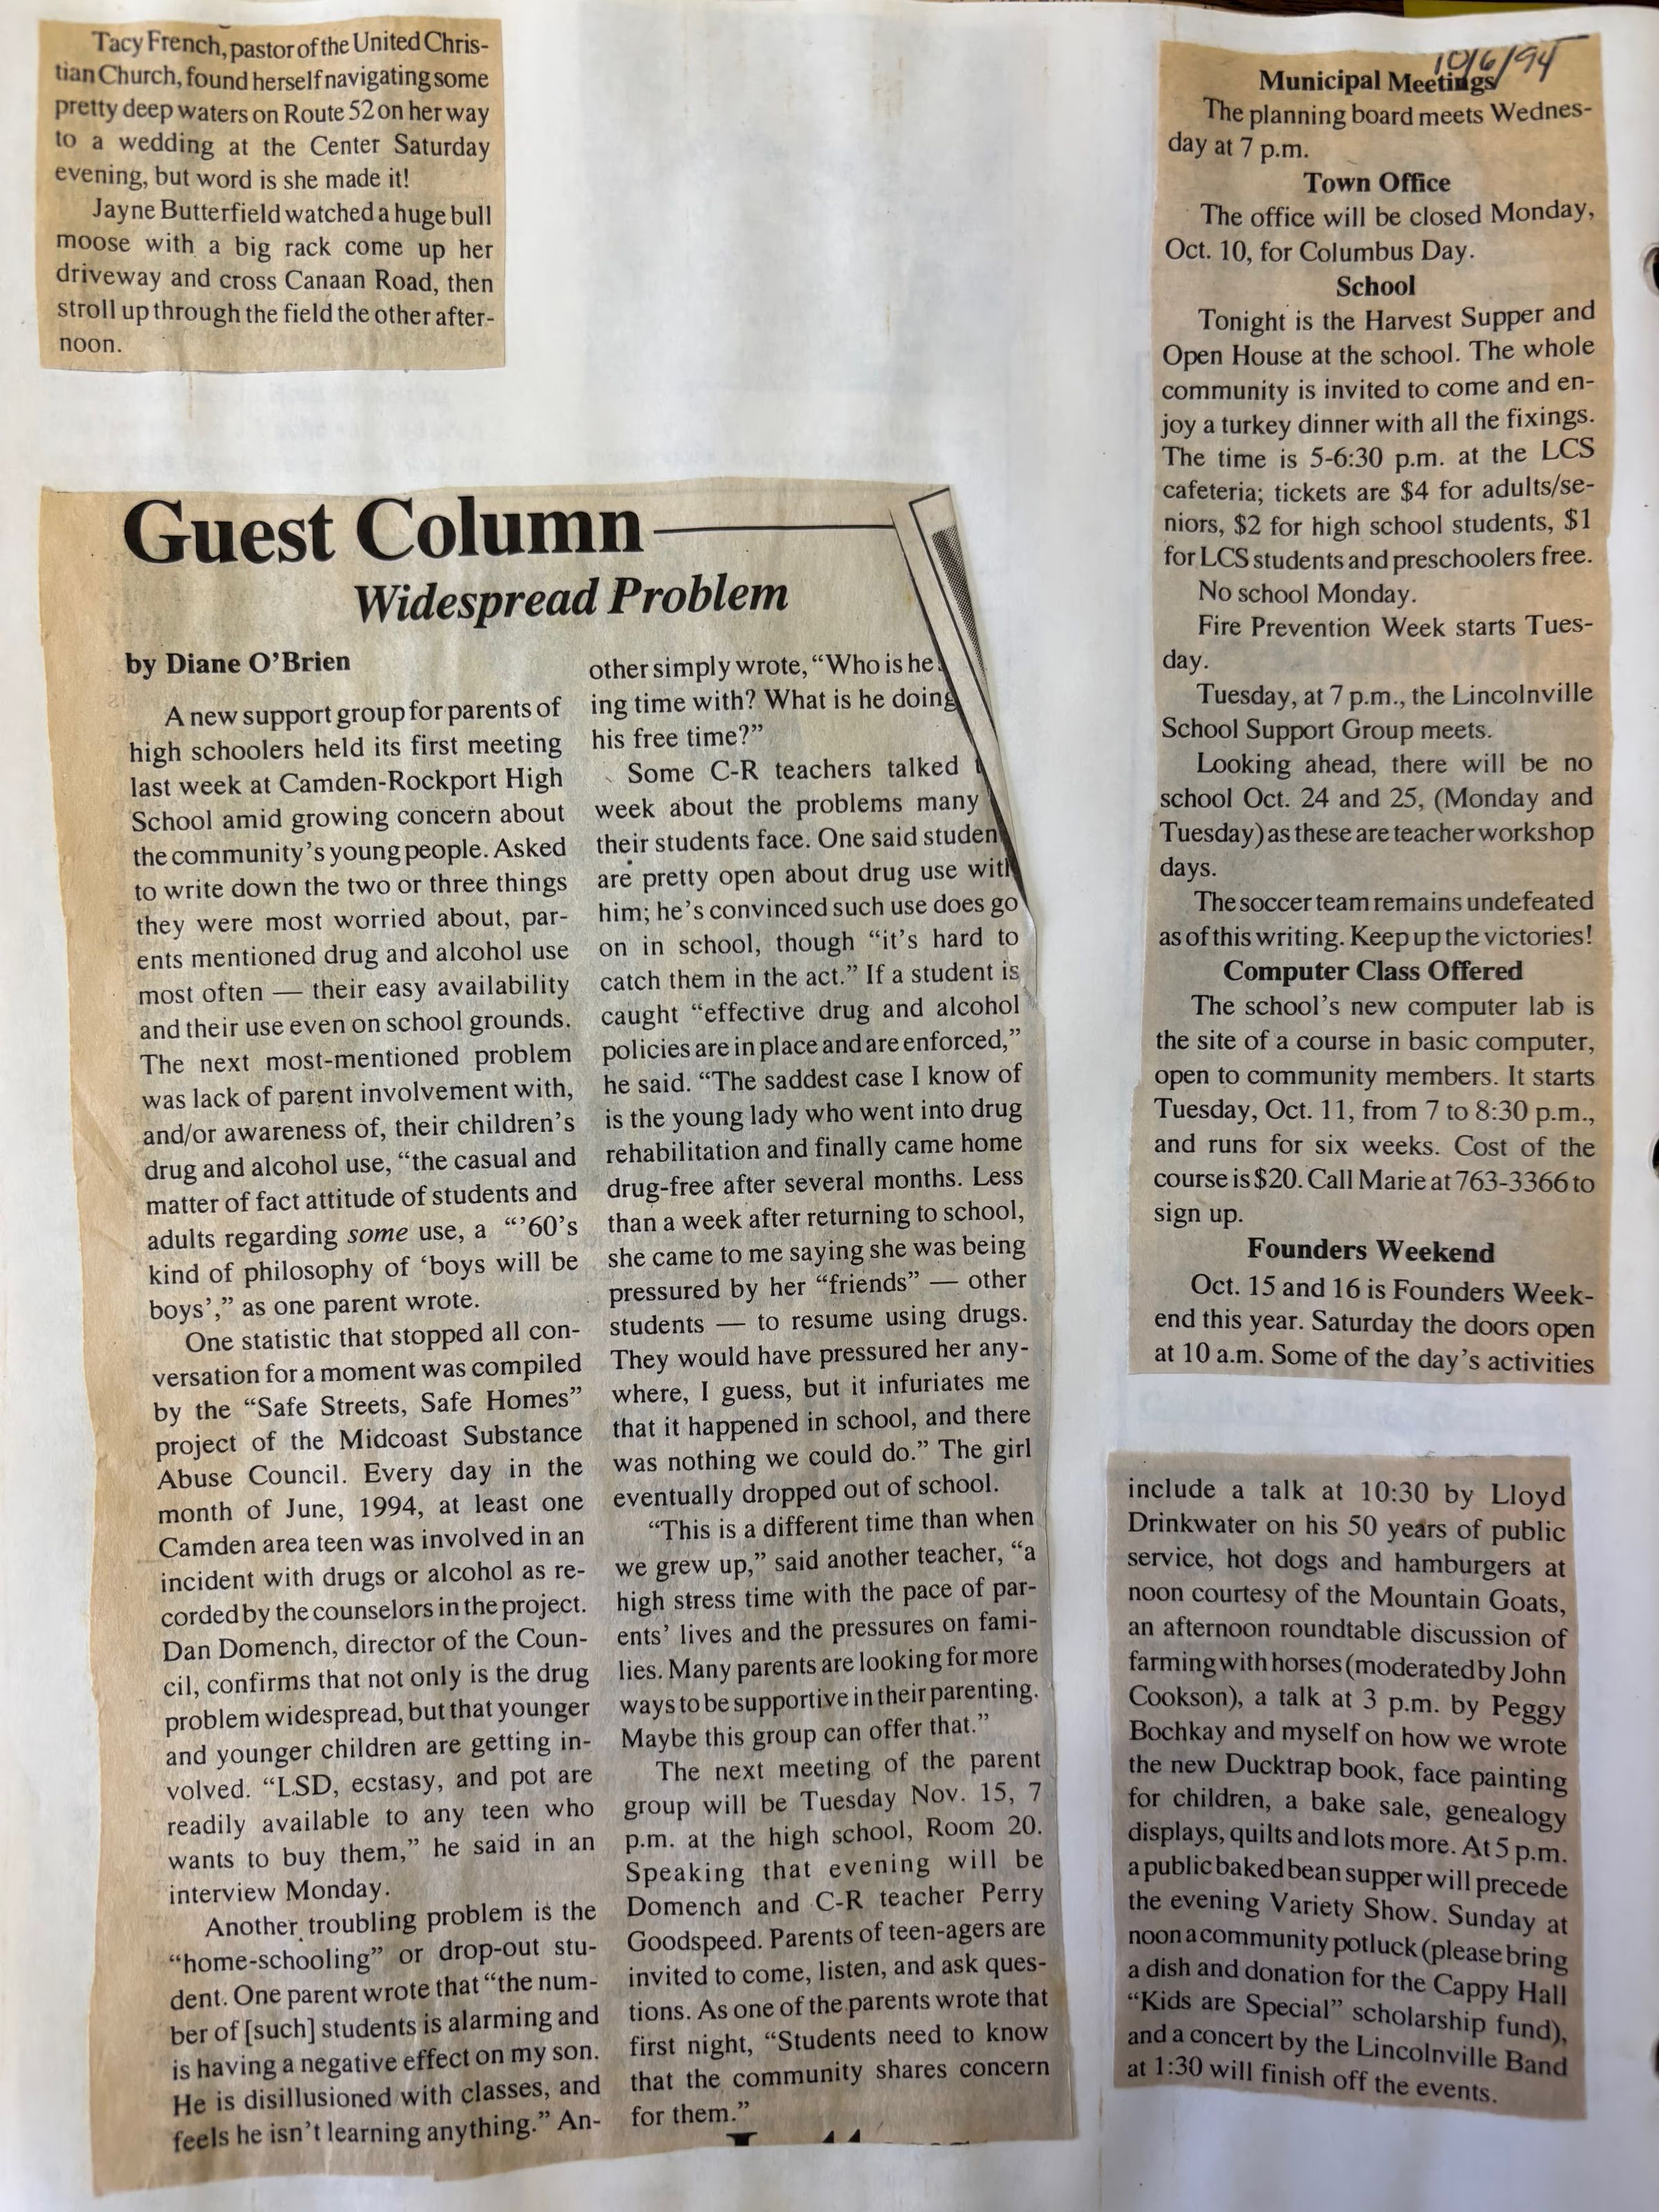 Tacy French, pastor of the United Chris-
tian Church, found herself navigating some
pretty deep waters on Route 52 on her way
to a wedding at the Center Saturday
evening, but word is she made it!
Jayne Butterfield watched a huge bull
moose with a big rack come up her
driveway and cross Canaan Road, then
stroll up through the field the other after-
noon.
Guest Column
Widespread Problem
by Diane O’Brien
A new support group for parents of
high schoolers held its first meeting
last week at Camden-Rockport High
School amid growing concern about
the community’s young people. Asked
to write down the two or three things
they were most worried about, par-
ents mentioned drug and alcohol use
most often — their easy availability
and their use even on school grounds.
The next most-mentioned problem
was lack of parent involvement with,
and/or awareness of, their children’s
drug and alcohol use, “the casual and
matter of fact attitude of students and
adults regarding some use, a “’60’s
kind of philosophy of ‘boys will be
boys’,” as one parent wrote.
One statistic that stopped all con-
versation for a moment was compiled
by the “Safe Streets, Safe Homes”
project of the Midcoast Substance
Abuse Council. Every day in the
month of June, 1994, at least one
Camden area teen was involved in an
incident with drugs or alcohol as re-
corded by the counselors in the project.
Dan Domench, director of the Coun-
cil, confirms that not only is the drug
problem widespread, but that younger
and younger children are getting in-
volved. “LSD, ecstasy, and pot are
readily available to any teen who
wants to buy them,” he said in an
interview Monday.
Another troubling problem is the
“home-schooling” or drop-out stu-
dent. One parent wrote that “the num-
ber of [such] students is alarming and
is having a negative effect on my son.
He is disillusioned with classes, and
feels he isn’t learning anything.” An-
other simply wrote, “Who is he
ing time with? What is he doing
his free time?”
Some C-R teachers talked
week about the problems many
their students face. One said studen
are pretty open about drug use with
him; he’s convinced such use does go
on in school, though “it’s hard to
catch them in the act.” If a student is
caught “effective drug and alcohol
policies are in place and are enforced,”
he said. “The saddest case I know of
is the young lady who went into drug
rehabilitation and finally came home
drug-free after several months. Less
than a week after returning to school,
she came to me saying she was being
pressured by her “friends” — other
students — to resume using drugs.
They would have pressured her any-
where, I guess, but it infuriates me
that it happened in school, and there
was nothing we could do.” The girl
eventually dropped out of school.
“This is a different time than when
we grew up,” said another teacher, “a
high stress time with the pace of par-
ents’ lives and the pressures on fami-
lies. Many parents are looking for more
ways to be supportive in their parenting.
Maybe this group can offer that.”
The next meeting of the parent
group will be Tuesday Nov. 15, 7
p.m. at the high school, Room 20.
Speaking that evening will be
Domench and C-R teacher Perry
Goodspeed. Parents of teen-agers are
invited to come, listen, and ask ques-
tions. As one of the parents wrote that
first night, “Students need to know
that the community shares concern
for them.”
10/6/94
Municipal Meetings
The planning board meets Wednes-
day at 7 p.m.
Town Office
The office will be closed Monday,
Oct. 10, for Columbus Day.
School
Tonight is the Harvest Supper and
Open House at the school. The whole
community is invited to come and en-
joy a turkey dinner with all the fixings.
The time is 5-6:30 p.m. at the LCS
cafeteria; tickets are $4 for adults/se-
niors, $2 for high school students, $1
for LCS students and preschoolers free.
No school Monday.
Fire Prevention Week starts Tues-
day.
Tuesday, at 7 p.m., the Lincolnville
School Support Group meets.
Looking ahead, there will be no
school Oct. 24 and 25, (Monday and
Tuesday) as these are teacher workshop
days.
The soccer team remains undefeated
as of this writing. Keep up the victories!
Computer Class Offered
The school’s new computer lab is
the site of a course in basic computer,
open to community members. It starts
Tuesday, Oct. 11, from 7 to 8:30 p.m.,
and runs for six weeks. Cost of the
course is $20. Call Marie at 763-3366 to
sign up.
Founders Weekend
Oct. 15 and 16 is Founders Week-
end this year. Saturday the doors open
at 10 a.m. Some of the day’s activities
include a talk at 10:30 by Lloyd
Drinkwater on his 50 years of public
service, hot dogs and hamburgers at
noon courtesy of the Mountain Goats,
an afternoon roundtable discussion of
farming with horses (moderated by John
Cookson), a talk at 3 p.m. by Peggy
Bochkay and myself on how we wrote
the new Ducktrap book, face painting
for children, a bake sale, genealogy
displays, quilts and lots more. At 5 p.m.
a public baked bean supper will precede
the evening Variety Show. Sunday at
noon a community potluck (please bring
a dish and donation for the Cappy Hall
“Kids are Special” scholarship fund),
and a concert by the Lincolnville Band
at 1:30 will finish off the events.